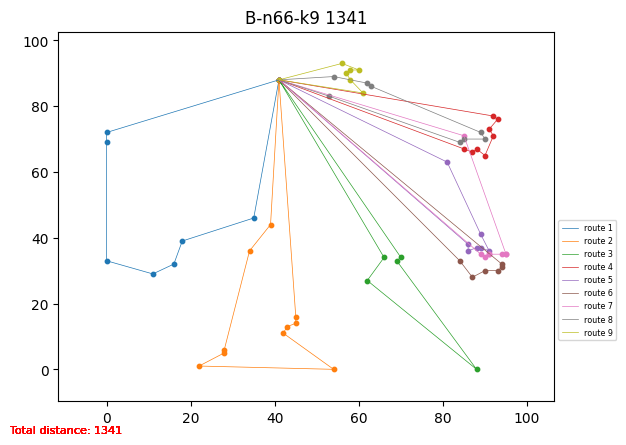 B-n66-k9 1341
100
80
60
40
20
0
0 20 40 60 80 100
route 1
route 2
route 3
route 4
route 5
route 6
route 7
route 8
route 9
Total distance: 1341